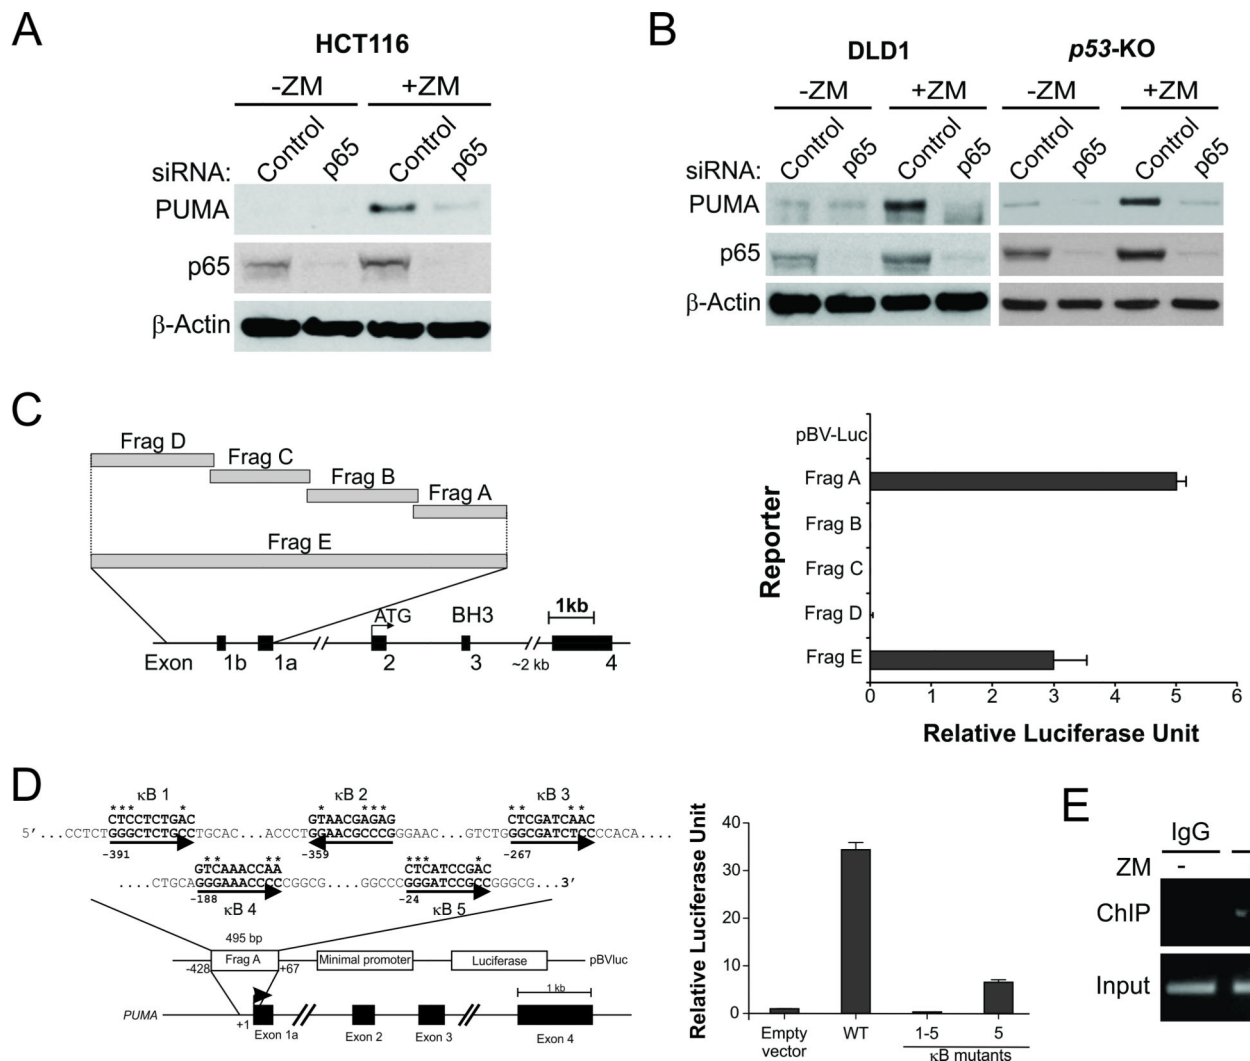 A
HCT116
-ZM +ZM
siRNA: Control p65 Control p65
PUMA
p65
β-Actin
B
DLD1 p53-KO
-ZM +ZM -ZM +ZM
siRNA: Control p65 Control p65 Control p65 Control p65
PUMA
p65
β-Actin
C
Frag D
Frag C
Frag B
Frag A
Frag E
ATG BH3 1kb
Exon 1b 1a 2 3 ~2 kb 4
Reporter
pBV-Luc
Frag A
Frag B
Frag C
Frag D
Frag E
0 1 2 3 4 5 6
Relative Luciferase Unit
D
κB 1 κB 2 κB 3
*** * * *** ** **
CTCCTCTGAC GTAACGAGAG CTCGATCAAC
5'...CCTCTGGGCTCTGCCTGCAC...ACCCTGGAACGCCCGGGAAC...GTCTGGGCGATCTCCCCACA....
-391 -359 -267
** ** *** *
GTCAAACCAA CTCATCCGAC
....CTGCAGGGAAACCCCCGGCG....GGCCCGGGATCCGCCGGGCG...3'
-188 -24
κB 4 κB 5
495 bp
Frag A Minimal promoter Luciferase pBVluc
-428 +67
1 kb
PUMA
+1 Exon 1a Exon 2 Exon 3 Exon 4
Relative Luciferase Unit
40
30
20
10
0
Empty vector WT 1-5 5
κB mutants
E
IgG
ZM -
ChIP
Input